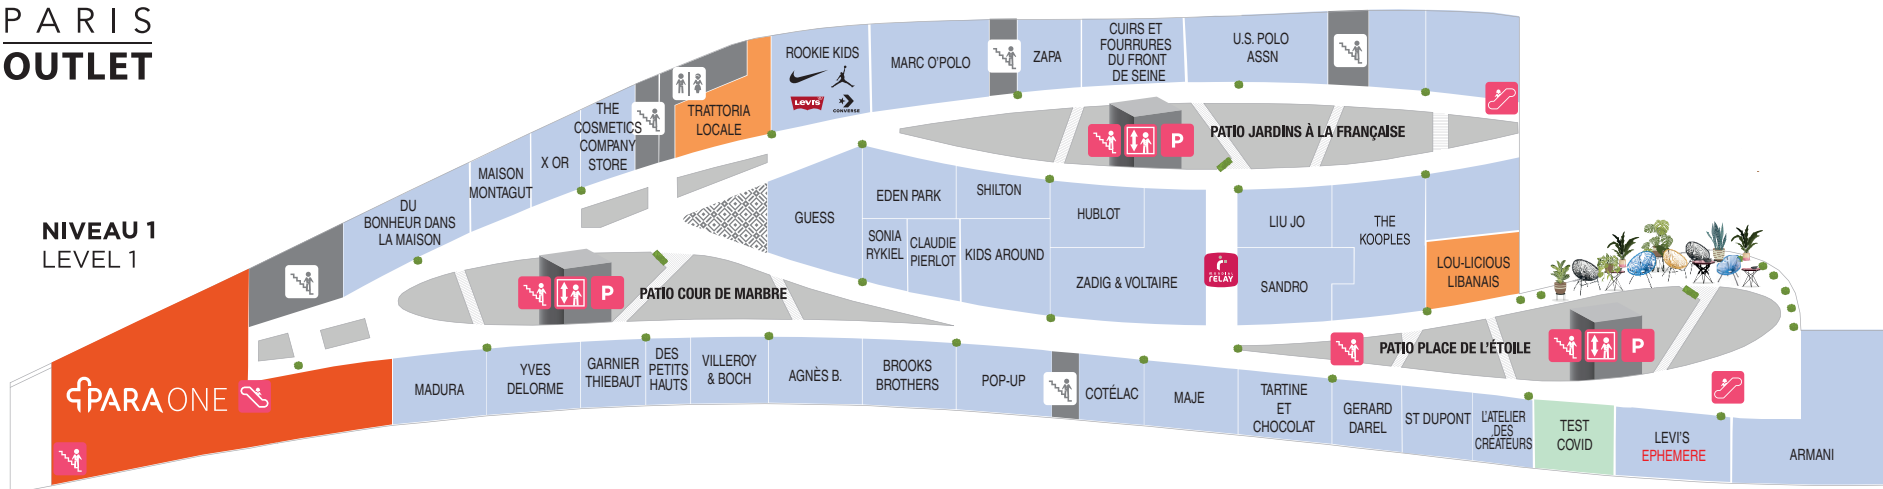 PARIS
OUTLET
NIVEAU 1
LEVEL 1
ROOKIE KIDS
LEVI'S
CONVERSE
MARC O'POLO
ZAPA
CUIRS ET
FOURRURES
DU FRONT
DE SEINE
U.S. POLO
ASSN
TRATTORIA
LOCALE
THE
COSMETICS
COMPANY
STORE
X OR
MAISON
MONTAGUT
DU
BONHEUR DANS
LA MAISON
P
PATIO JARDINS À LA FRANÇAISE
GUESS
EDEN PARK
SHILTON
SONIA
RYKIEL
CLAUDIE
PIERLOT
KIDS AROUND
HUBLOT
ZADIG & VOLTAIRE
RELAY
LIU JO
SANDRO
THE
KOOPLES
LOU-LICIOUS
LIBANAIS
P
PATIO COUR DE MARBRE
PATIO PLACE DE L'ÉTOILE
P
PARAONE
MADURA
YVES
DELORME
GARNIER
THIEBAUT
DES
PETITS
HAUTS
VILLEROY
& BOCH
AGNÈS B.
BROOKS
BROTHERS
POP-UP
COTÉLAC
MAJE
TARTINE
ET
CHOCOLAT
GERARD
DAREL
ST DUPONT
L'ATELIER
DES
CRÉATEURS
TEST
COVID
LEVI'S
EPHEMERE
ARMANI